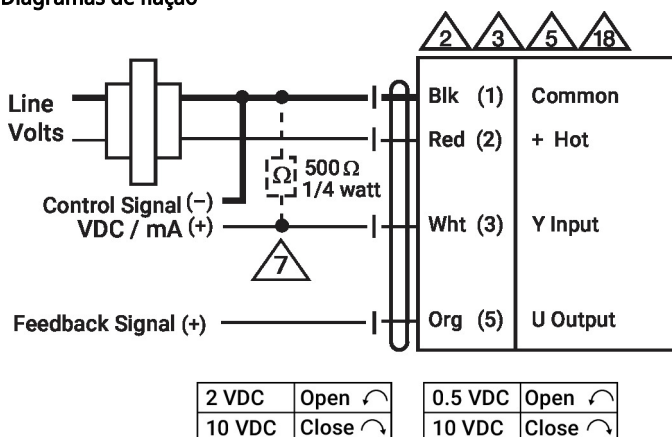 Diagramas de fiação
2 3 5 18
Line
Volts
Blk (1) Common
Red (2) + Hot
500 Ω
1/4 watt
Ω
Control Signal (−)
VDC / mA (+)
Wht (3) Y Input
7
Feedback Signal (+)
Org (5) U Output
2 VDC Open
10 VDC Close
0.5 VDC Open
10 VDC Close